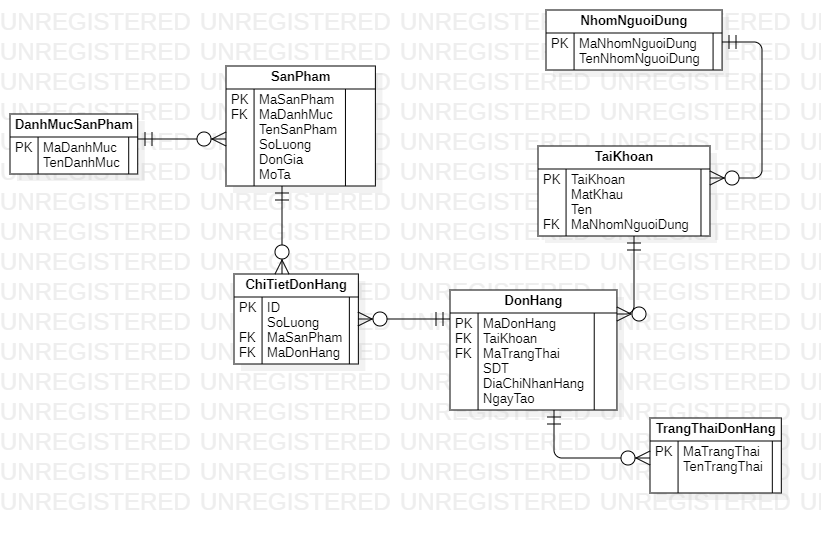 NhomNguoiDung
PK MaNhomNguoiDung
TenNhomNguoiDung
SanPham
PK MaSanPham
FK MaDanhMuc
TenSanPham
SoLuong
DonGia
MoTa
DanhMucSanPham
PK MaDanhMuc
TenDanhMuc
TaiKhoan
PK TaiKhoan
MatKhau
Ten
FK MaNhomNguoiDung
ChiTietDonHang
PK ID
SoLuong
FK MaSanPham
FK MaDonHang
DonHang
PK MaDonHang
FK TaiKhoan
FK MaTrangThai
SDT
DiaChiNhanHang
NgayTao
TrangThaiDonHang
PK MaTrangThai
TenTrangThai
UNREGISTERED UNREGISTERED UNREGISTERED UNREGISTERED